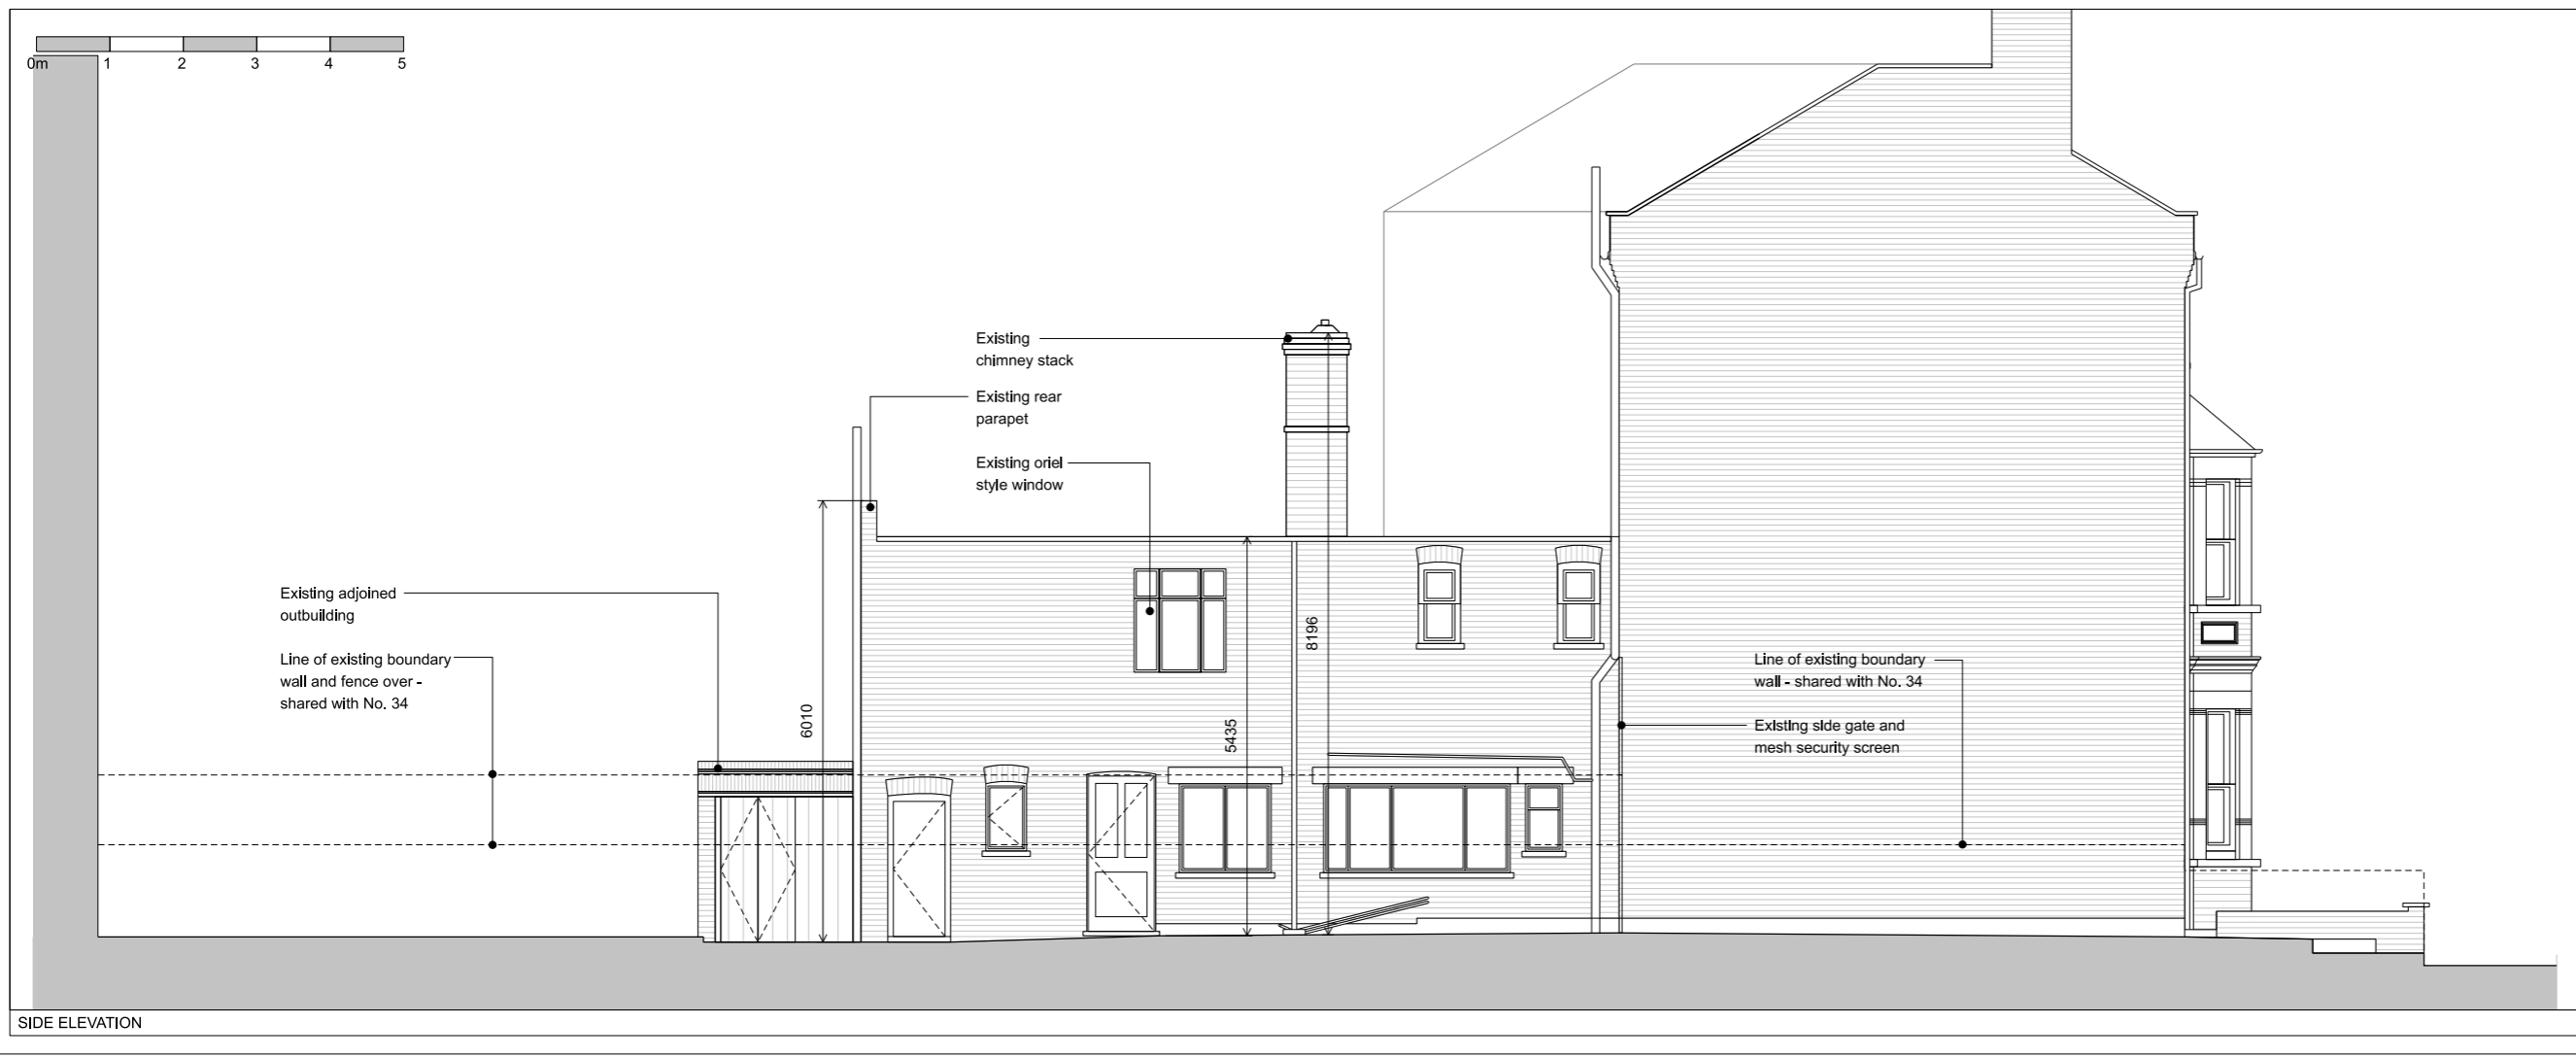 0m 1 2 3 4 5
Existing
chimney stack
Existing rear
parapet
Existing oriel
style window
Existing adjoined
outbuilding
Line of existing boundary
wall and fence over -
shared with No. 34
6010
5435
8196
Line of existing boundary
wall - shared with No. 34
Existing side gate and
mesh security screen
SIDE ELEVATION